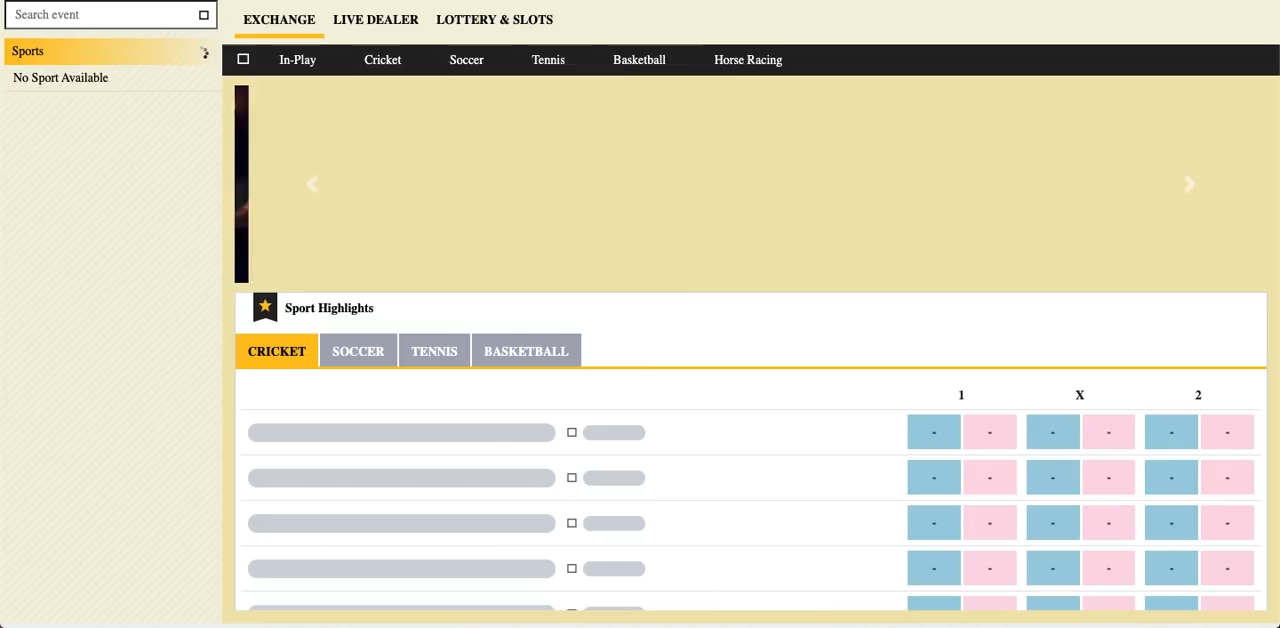 Search event
EXCHANGE LIVE DEALER LOTTERY & SLOTS
Sports
No Sport Available
In-Play Cricket Soccer Tennis Basketball Horse Racing
Sport Highlights
CRICKET SOCCER TENNIS BASKETBALL
1 X 2
- - - - - -
- - - - - -
- - - - - -
- - - - - -